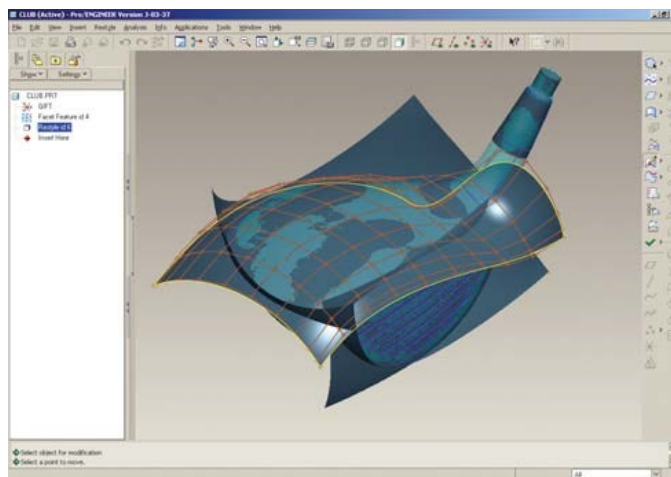 CLUB (Active) - Pro/ENGINEER Version J-03-37
File Edit View Insert Restyle Analysis Info Applications Tools Window Help
Show Settings
CLUB.PRT
GIFT
Facet Feature id 4
Restyle id 6
Insert Here
Select object for modification
Select a point to move.
All